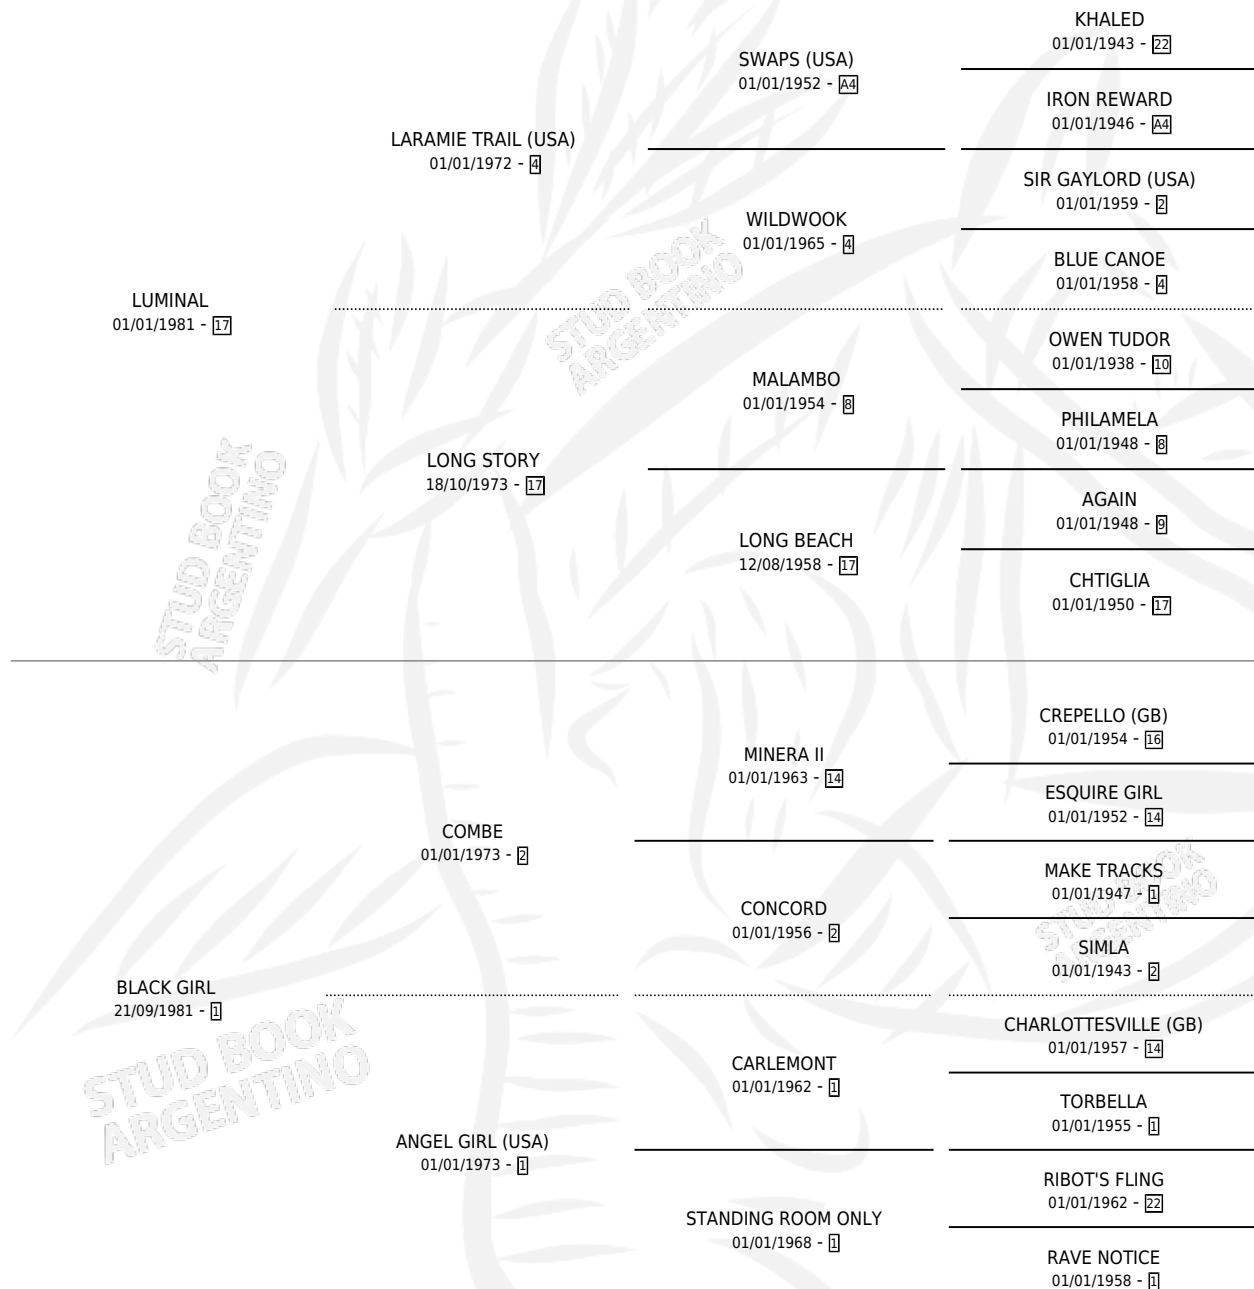 KHALED
01/01/1943 - 22
SWAPS (USA)
01/01/1952 - A4
IRON REWARD
01/01/1946 - A4
LARAMIE TRAIL (USA)
01/01/1972 - 4
SIR GAYLORD (USA)
01/01/1959 - 2
WILDWOOK
01/01/1965 - 4
BLUE CANOE
01/01/1958 - 4
LUMINAL
01/01/1981 - 17
STUD BOOK
ARGENTINO
OWEN TUDOR
01/01/1938 - 10
MALAMBO
01/01/1954 - 8
PHILAMELA
01/01/1948 - 8
LONG STORY
18/10/1973 - 17
AGAIN
01/01/1948 - 9
LONG BEACH
12/08/1958 - 17
CHTIGLIA
01/01/1950 - 17
STUD BOOK
ARGENTINO
CREPELLO (GB)
01/01/1954 - 16
MINERA II
01/01/1963 - 14
ESQUIRE GIRL
01/01/1952 - 14
COMBE
01/01/1973 - 2
MAKE TRACKS
01/01/1947 - 1
CONCORD
01/01/1956 - 2
SIMLA
01/01/1943 - 2
STUD BOOK
ARGENTINO
BLACK GIRL
21/09/1981 - 1
CHARLOTTESVILLE (GB)
01/01/1957 - 14
CARLEMONT
01/01/1962 - 1
TORBELLA
01/01/1955 - 1
STUD BOOK
ARGENTINO
ANGEL GIRL (USA)
01/01/1973 - 1
RIBOT'S FLING
01/01/1962 - 22
STANDING ROOM ONLY
01/01/1968 - 1
RAVE NOTICE
01/01/1958 - 1